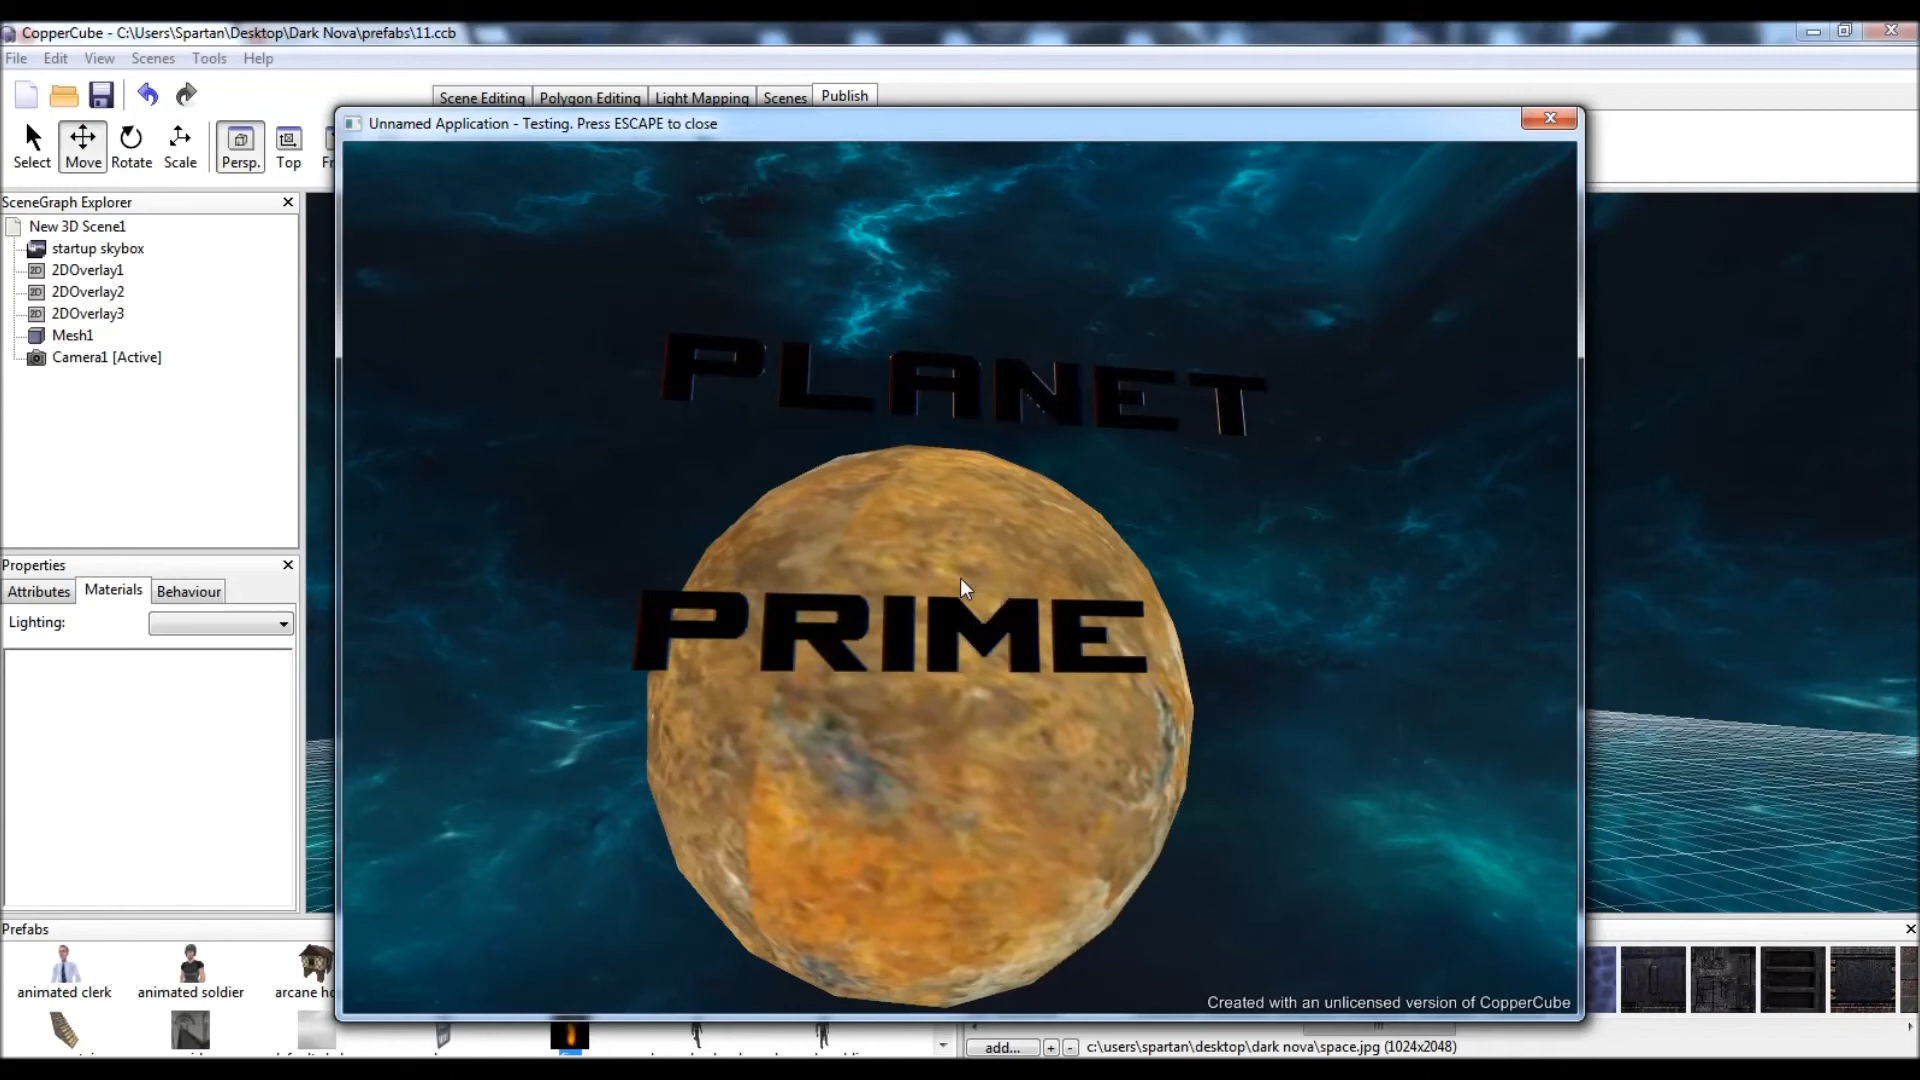 CopperCube - C:\Users\Spartan\Desktop\Dark Nova\prefabs\11.ccb
File Edit View Scenes Tools Help
Scene Editing Polygon Editing Light Mapping Scenes Publish
Select Move Rotate Scale Persp. Top
Unnamed Application - Testing. Press ESCAPE to close
SceneGraph Explorer
New 3D Scene1
startup skybox
2DOverlay1
2DOverlay2
2DOverlay3
Mesh1
Camera1 [Active]
PLANET
PRIME
Properties
Attributes Materials Behaviour
Lighting:
Prefabs
animated clerk animated soldier arcane ho
Created with an unlicensed version of CopperCube
add... + - c:\users\spartan\desktop\dark nova\space.jpg (1024x2048)